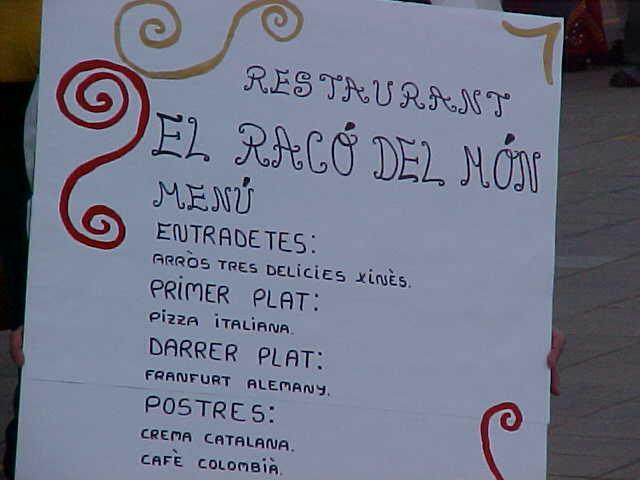 RESTAURANT
EL RACÓ DEL MÓN
MENÚ
ENTRADETES:
ARRÒS TRES DELÍCIES XINÈS.
PRIMER PLAT:
PIZZA ITALIANA.
DARRER PLAT:
FRANFURT ALEMANY.
POSTRES:
CREMA CATALANA.
CAFÈ COLOMBIÀ.